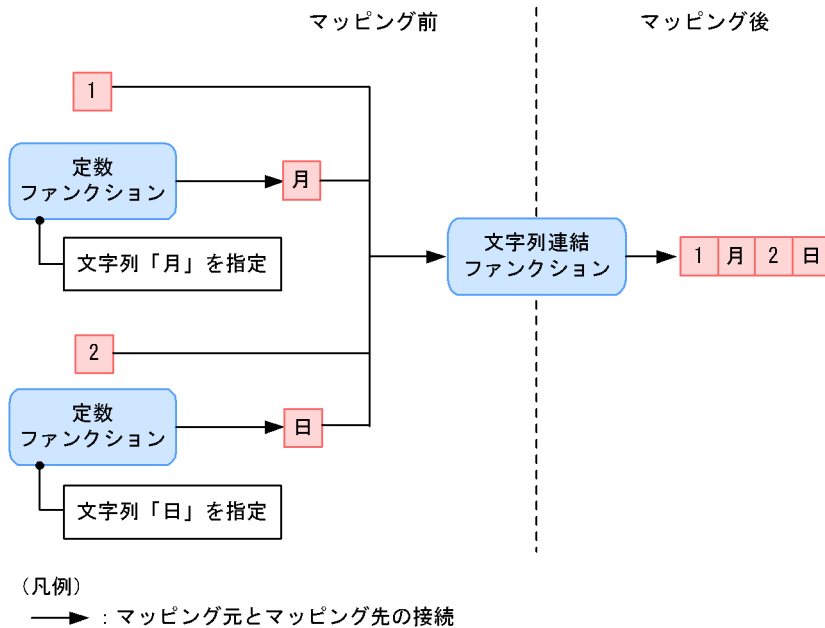 マッピング前
マッピング後
1
定数
ファンクション
月
文字列「月」を指定
文字列連結
ファンクション
1月2日
2
定数
ファンクション
日
文字列「日」を指定
(凡例)
：マッピング元とマッピング先の接続